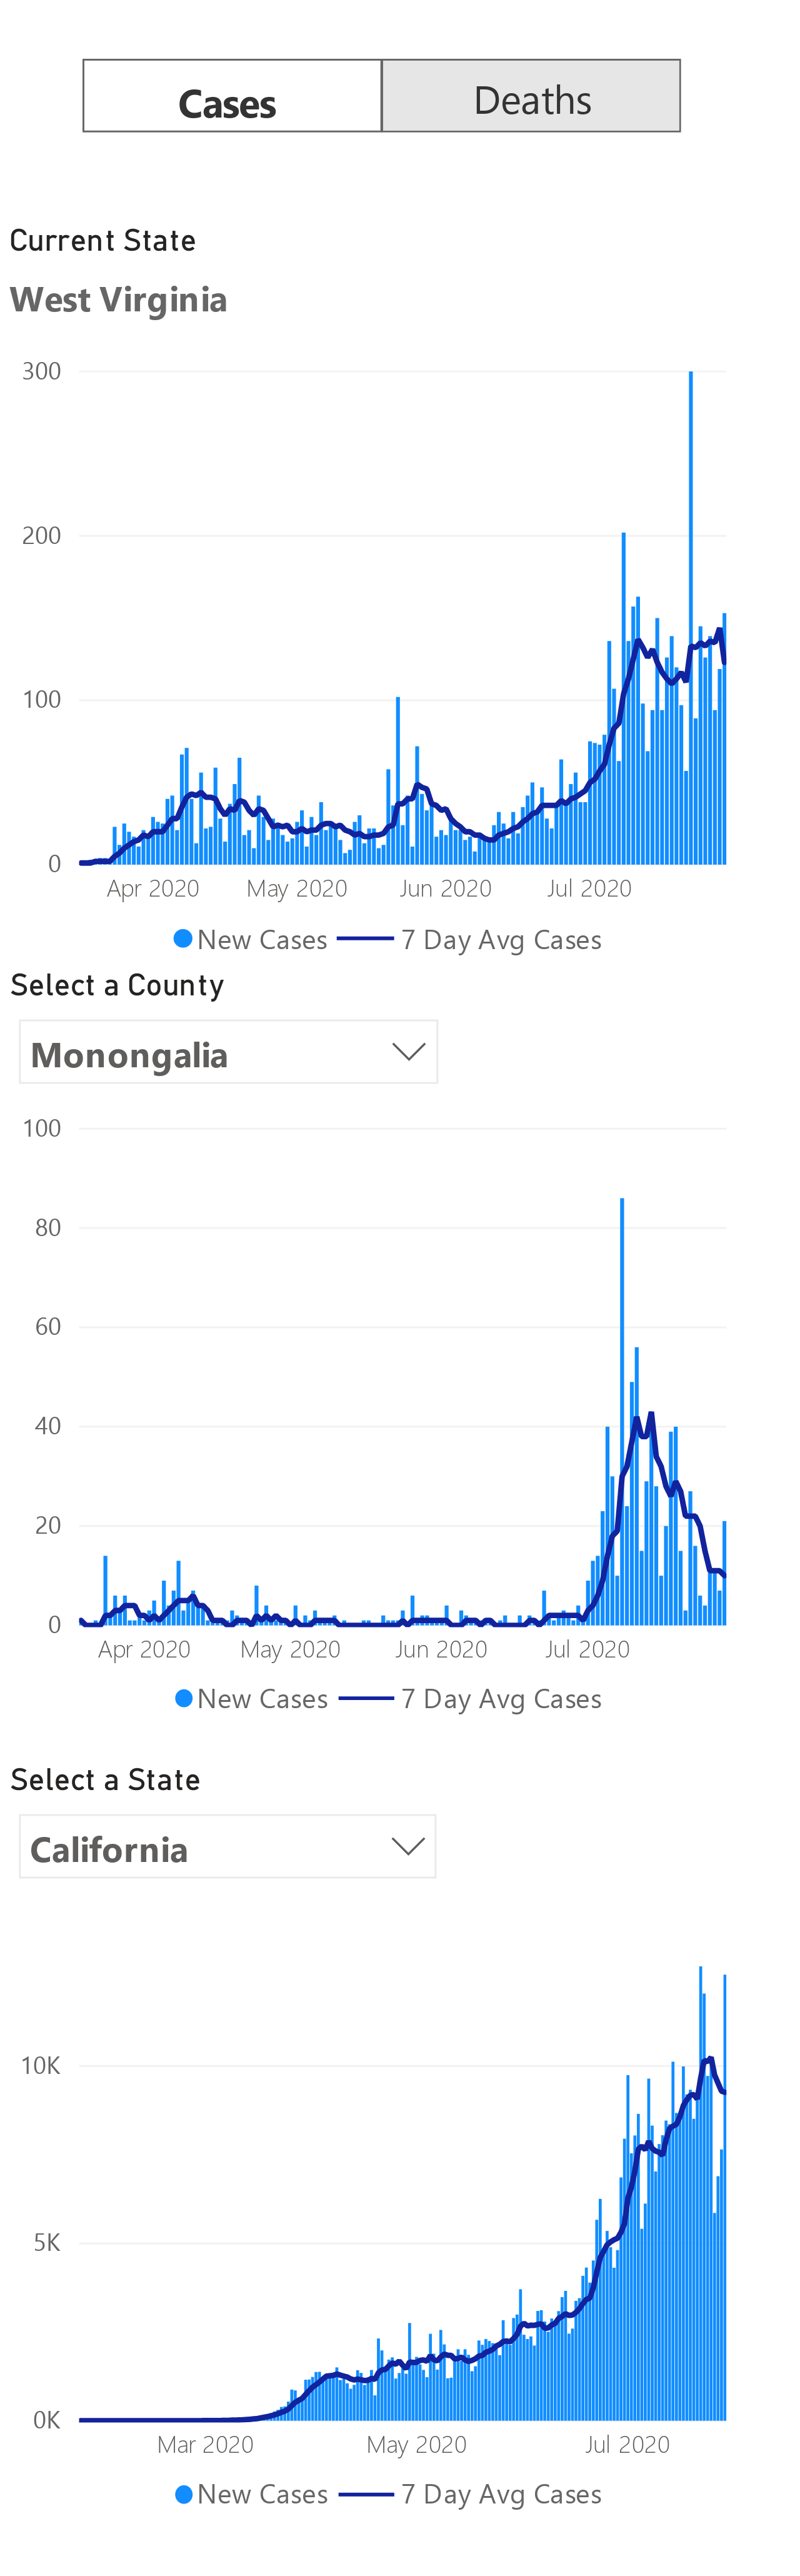 Cases Deaths
Current State
West Virginia
300
200
100
0
Apr 2020 May 2020 Jun 2020 Jul 2020
New Cases 7 Day Avg Cases
Select a County
Monongalia
100
80
60
40
20
0
Apr 2020 May 2020 Jun 2020 Jul 2020
New Cases 7 Day Avg Cases
Select a State
California
10K
5K
0K
Mar 2020 May 2020 Jul 2020
New Cases 7 Day Avg Cases